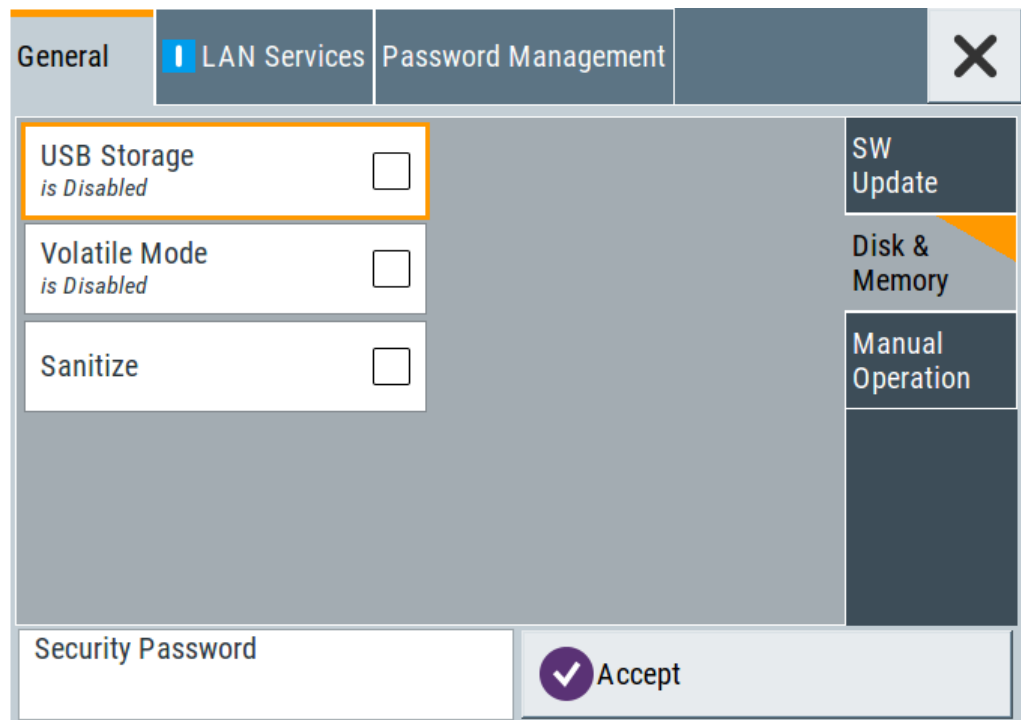 General
LAN Services
Password Management
USB Storage
is Disabled
Volatile Mode
is Disabled
Sanitize
SW
Update
Disk &
Memory
Manual
Operation
Security Password
Accept